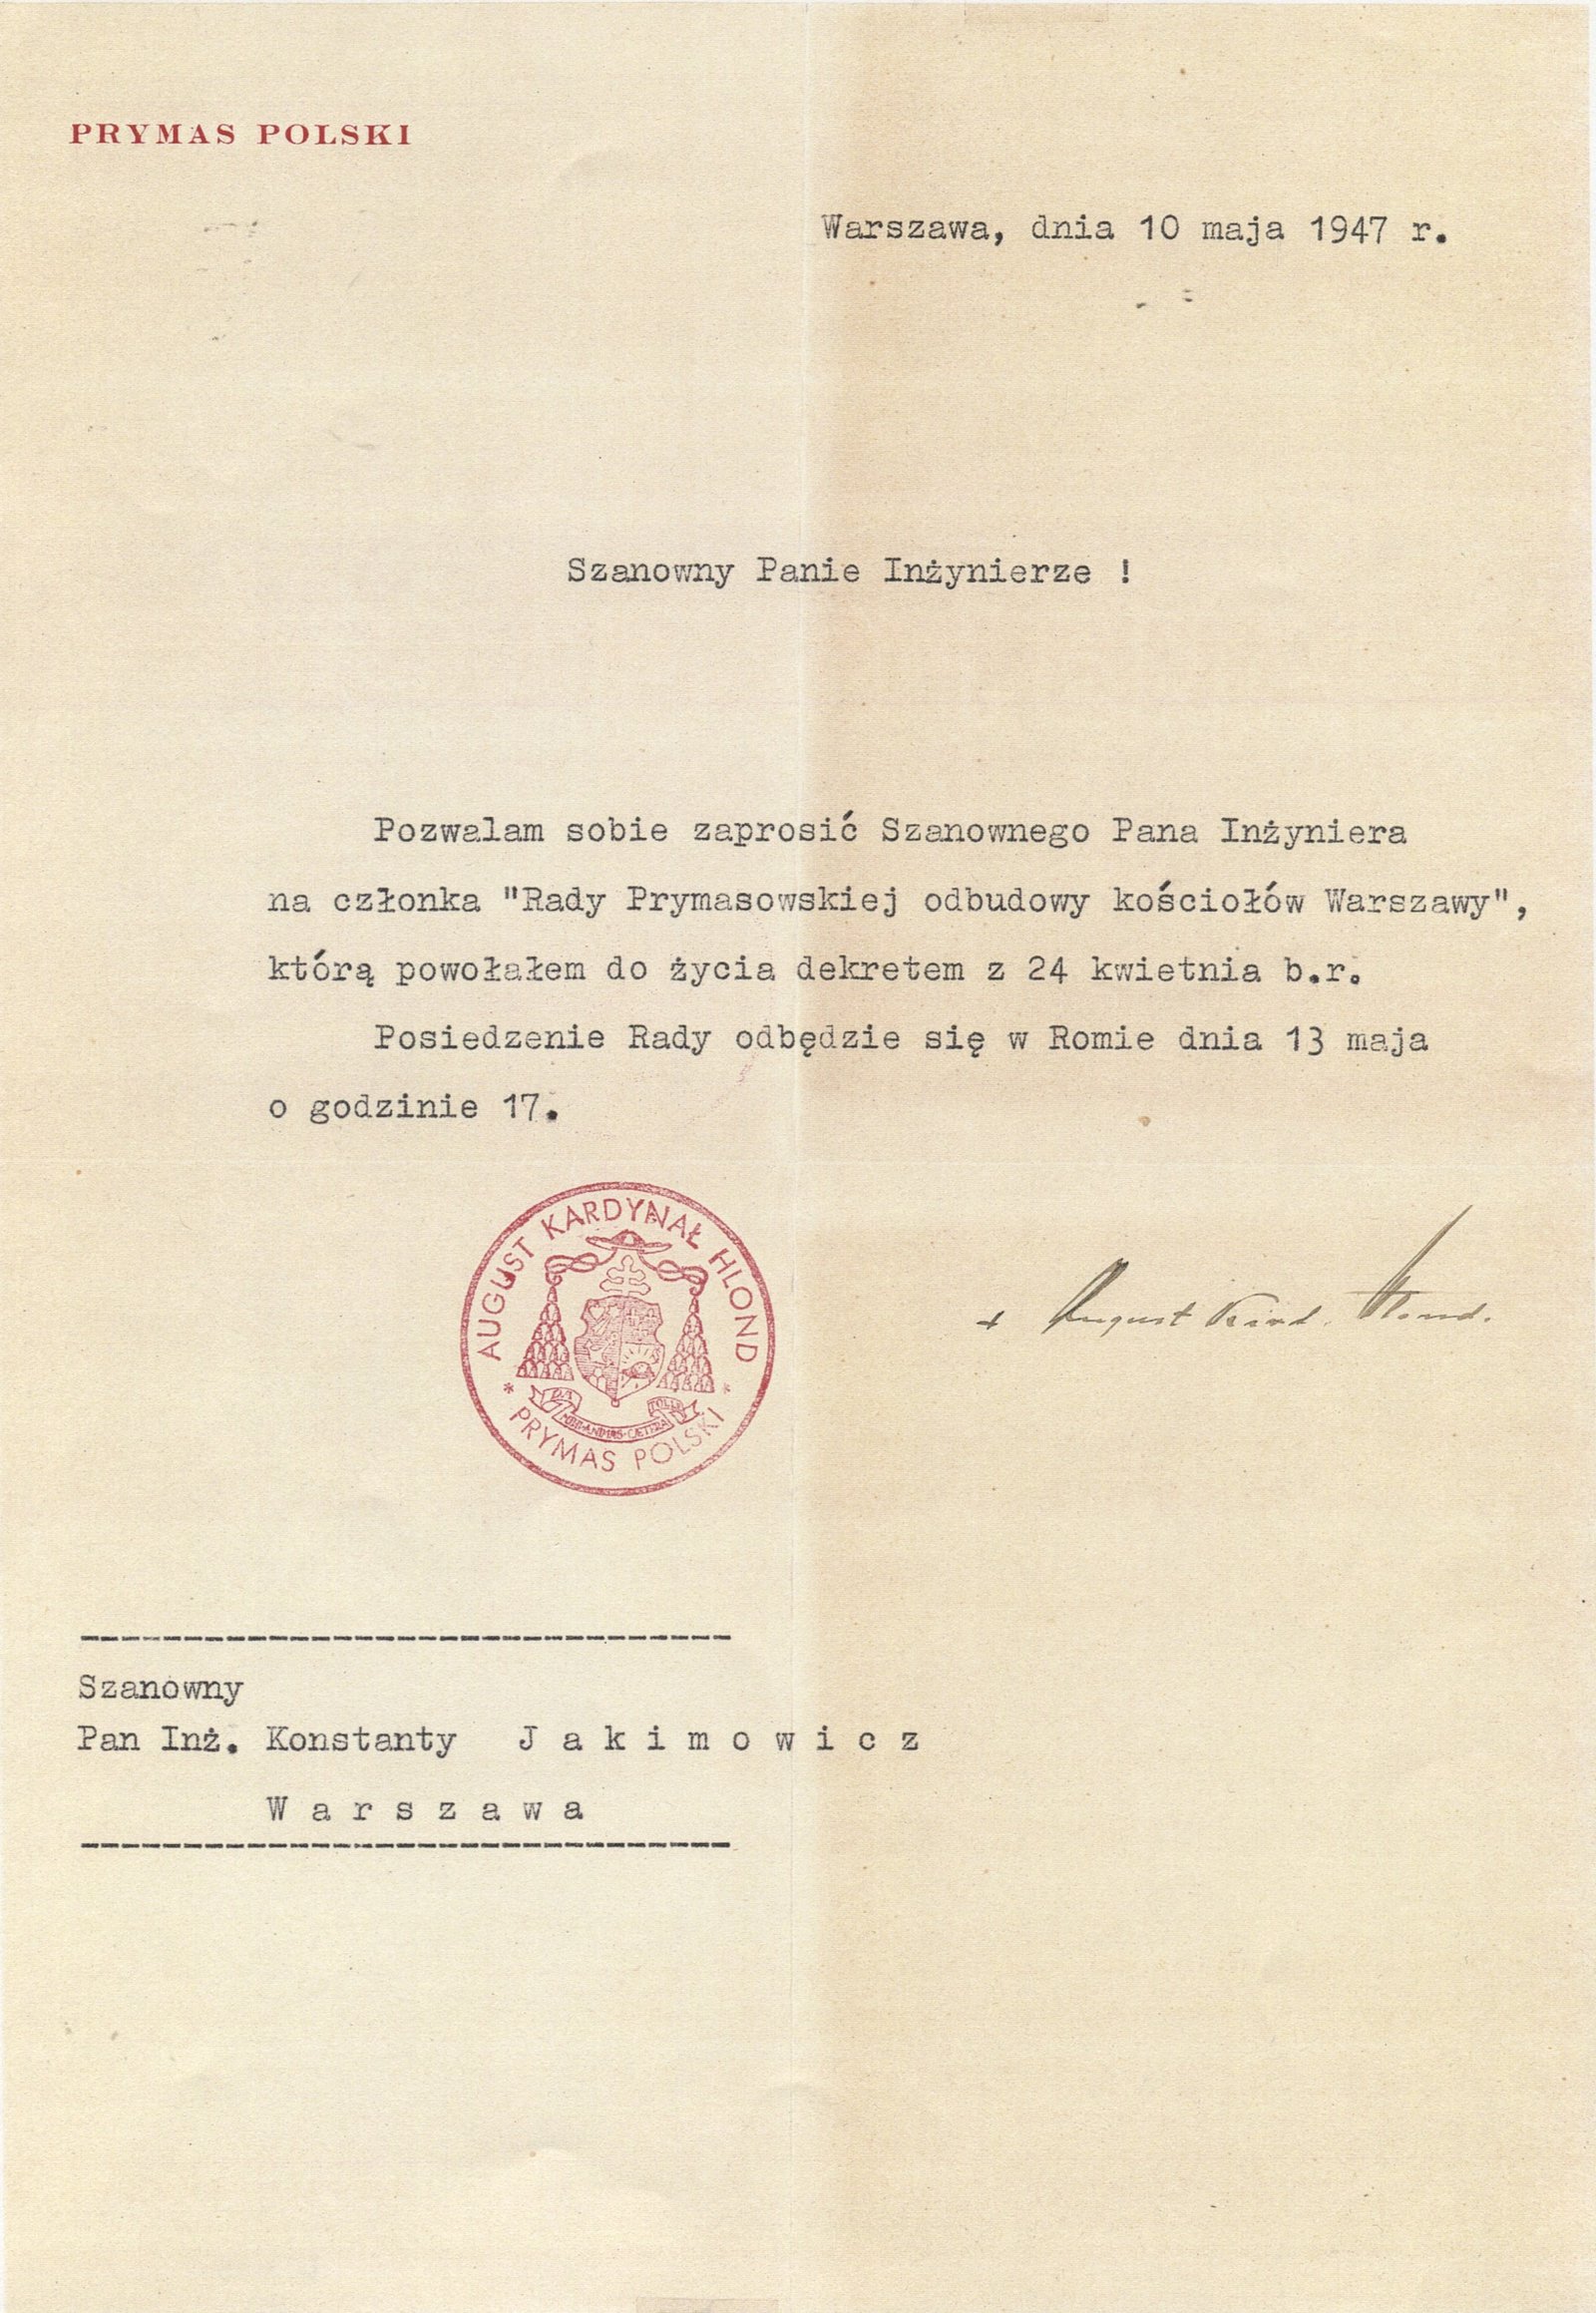 PRYMAS POLSKI
Warszawa, dnia 10 maja 1947 r.
Szanowny Panie Inżynierze !
Pozwalam sobie zaprosić Szanownego Pana Inżyniera
na członka "Rady Prymasowskiej odbudowy kościołów Warszawy",
którą powołałem do życia dekretem z 24 kwietnia b.r.
Posiedzenie Rady odbędzie się w Romie dnia 13 maja
o godzinie 17.
AUGUST KARDYNAŁ HLOND
* PRYMAS POLSKI *
+ August Kard. Hlond.
Szanowny
Pan Inż. Konstanty J a k i m o w i c z
W a r s z a w a